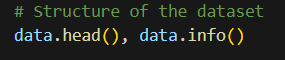 # Structure of the dataset
data.head(), data.info()